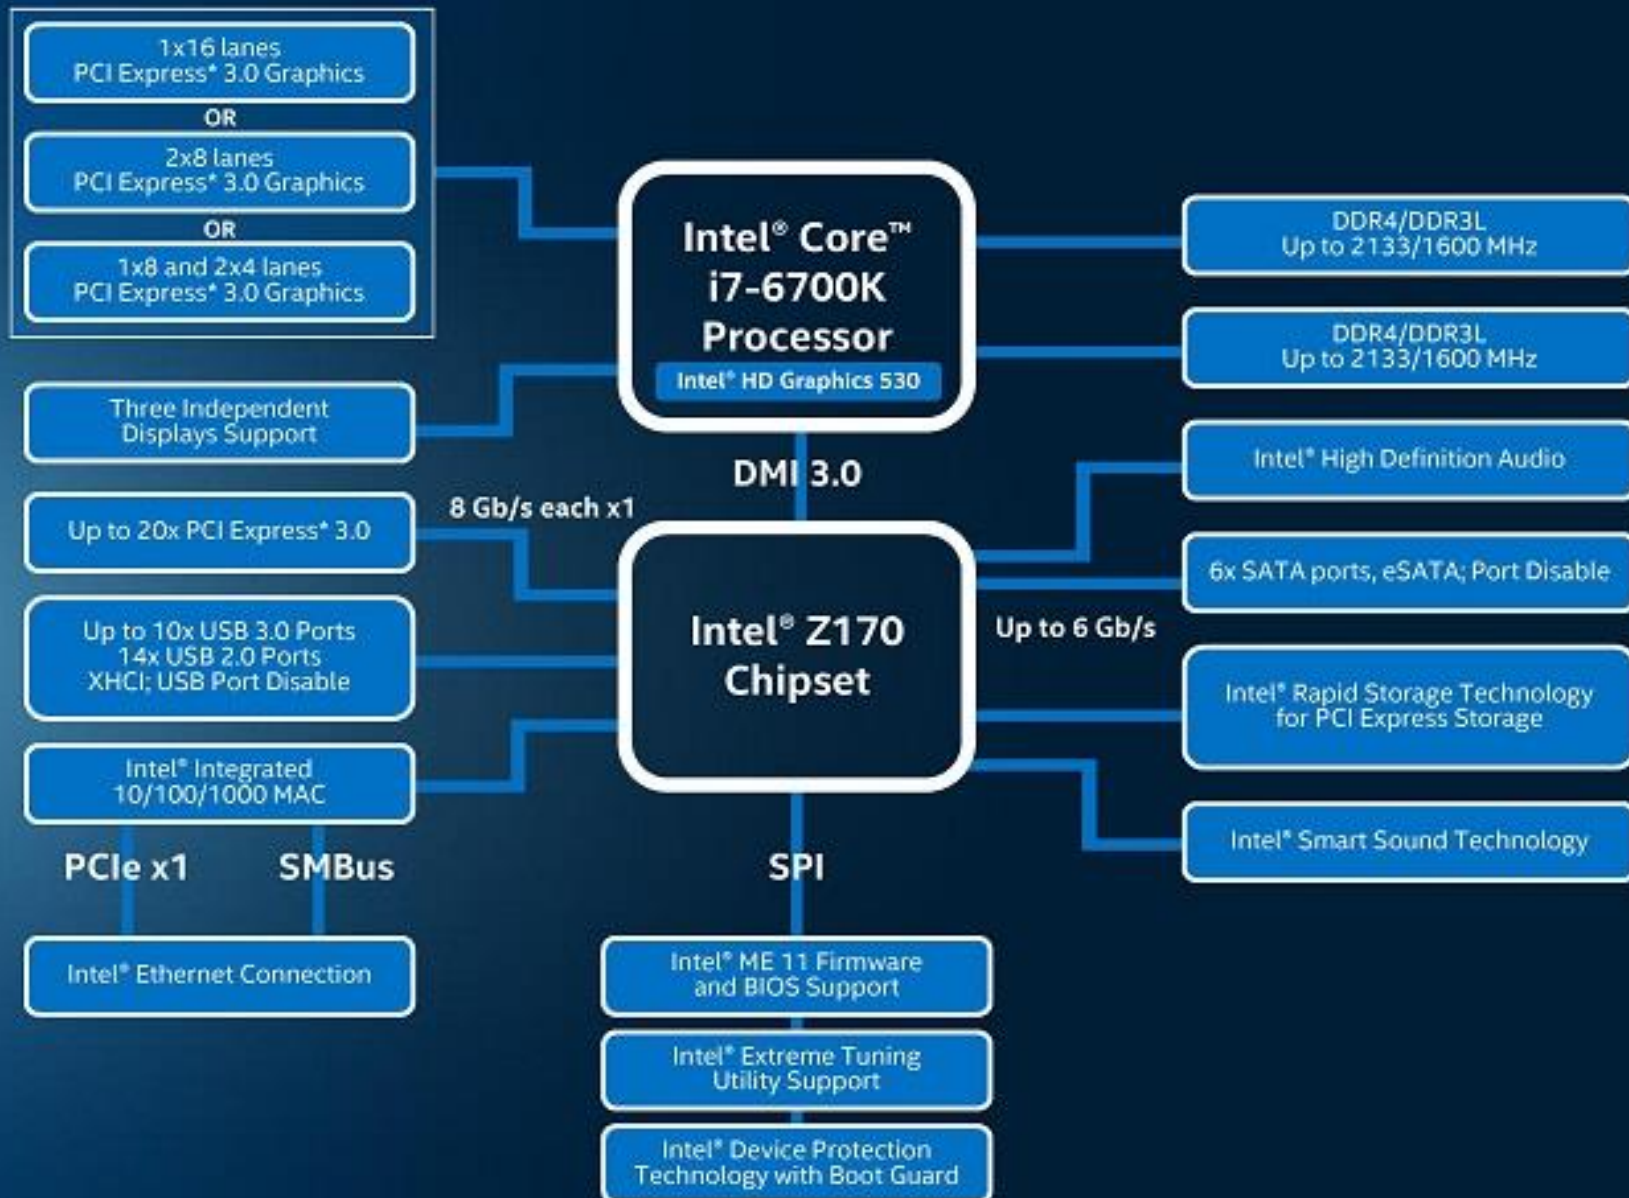 1x16 lanes
PCI Express* 3.0 Graphics
OR
2x8 lanes
PCI Express* 3.0 Graphics
OR
1x8 and 2x4 lanes
PCI Express* 3.0 Graphics
Intel® Core™
i7-6700K
Processor
Intel® HD Graphics 530
DDR4/DDR3L
Up to 2133/1600 MHz
DDR4/DDR3L
Up to 2133/1600 MHz
Three Independent
Displays Support
DMI 3.0
Intel® High Definition Audio
8 Gb/s each x1
Up to 20x PCI Express* 3.0
6x SATA ports, eSATA; Port Disable
Up to 6 Gb/s
Up to 10x USB 3.0 Ports
14x USB 2.0 Ports
XHCI; USB Port Disable
Intel® Z170
Chipset
Intel® Rapid Storage Technology
for PCI Express Storage
Intel® Integrated
10/100/1000 MAC
Intel® Smart Sound Technology
PCIe x1
SMBus
SPI
Intel® Ethernet Connection
Intel® ME 11 Firmware
and BIOS Support
Intel® Extreme Tuning
Utility Support
Intel® Device Protection
Technology with Boot Guard